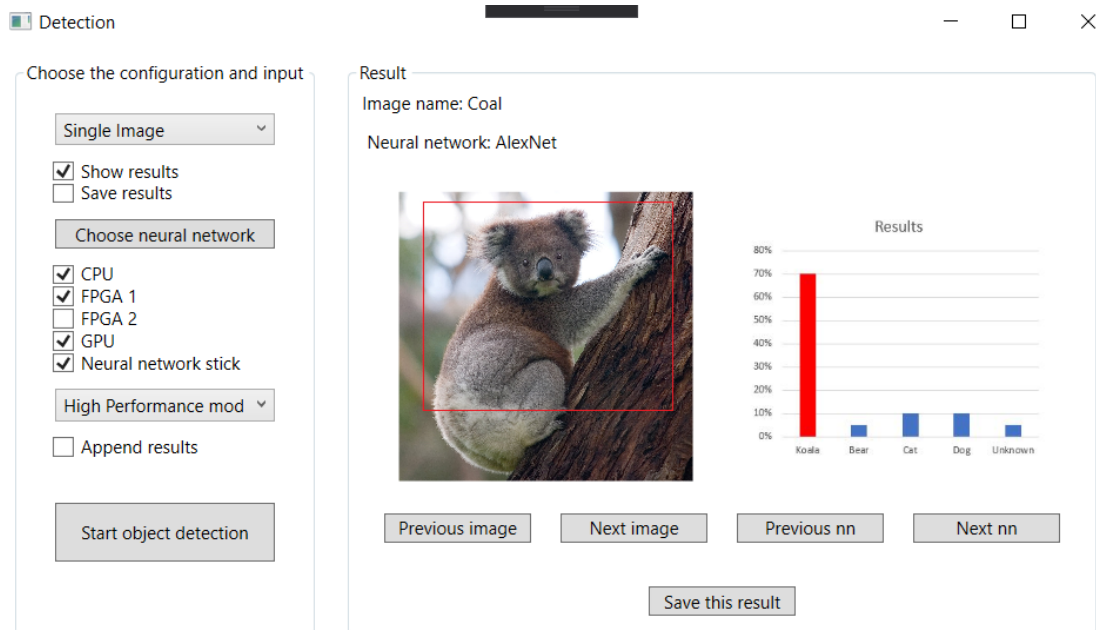 Detection
Choose the configuration and input
Single Image
Show results
Save results
Choose neural network
CPU
FPGA 1
FPGA 2
GPU
Neural network stick
High Performance mod
Append results
Start object detection
Result
Image name: Coal
Neural network: AlexNet
Results
80%
70%
60%
50%
40%
30%
20%
10%
0%
Koala Bear Cat Dog Unknown
Previous image Next image Previous nn Next nn
Save this result